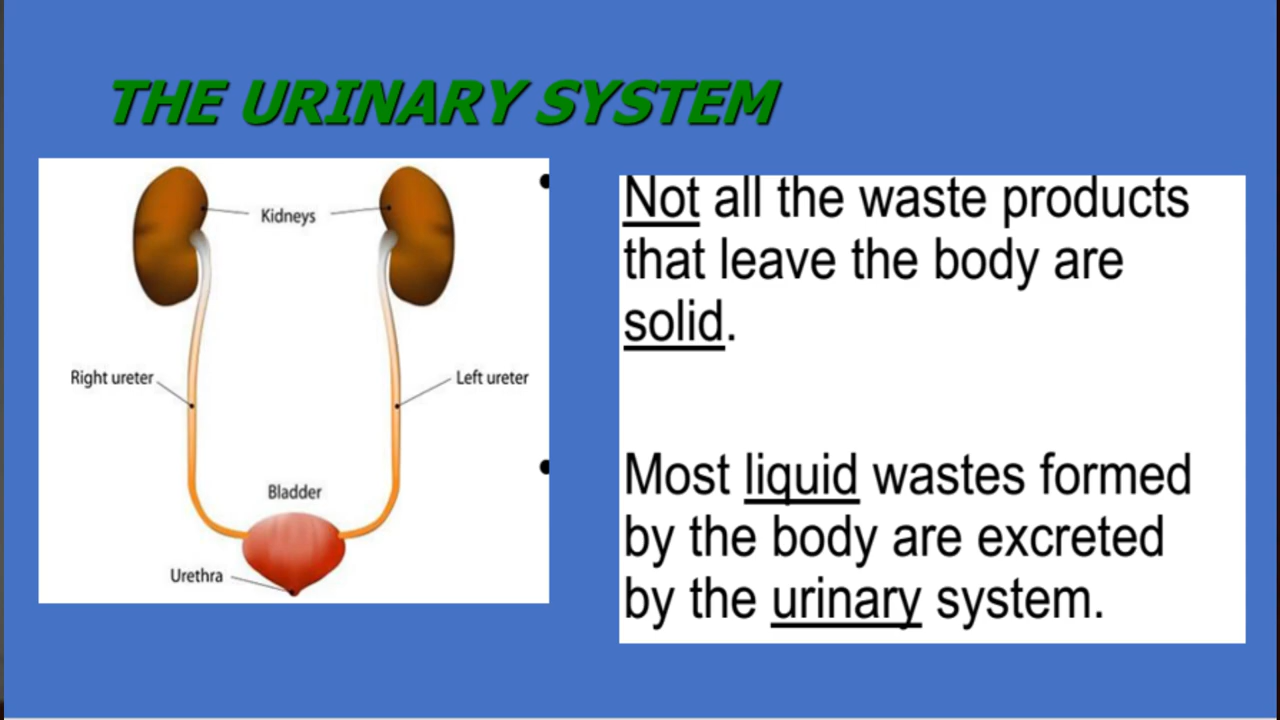 THE URINARY SYSTEM
Kidneys
Right ureter
Left ureter
Bladder
Urethra
Not all the waste products
that leave the body are
solid.
Most liquid wastes formed
by the body are excreted
by the urinary system.